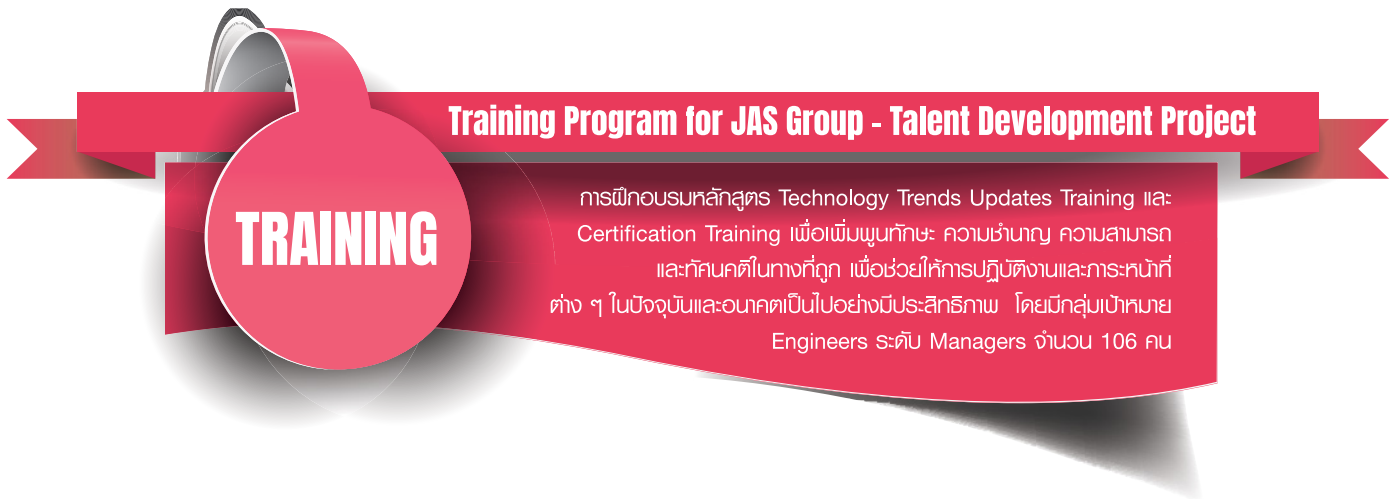 Training Program for JAS Group - Talent Development Project
TRAINING
การฝึกอบรมหลักสูตร Technology Trends Updates Training และ
Certification Training เพื่อเพิ่มพูนทักษะ ความชำนาญ ความสามารถ
และทัศนคติในทางที่ถูก เพื่อช่วยให้การปฏิบัติงานและภาระหน้าที่
ต่าง ๆ ในปัจจุบันและอนาคตเป็นไปอย่างมีประสิทธิภาพ โดยมีกลุ่มเป้าหมาย
Engineers ระดับ Managers จำนวน 106 คน